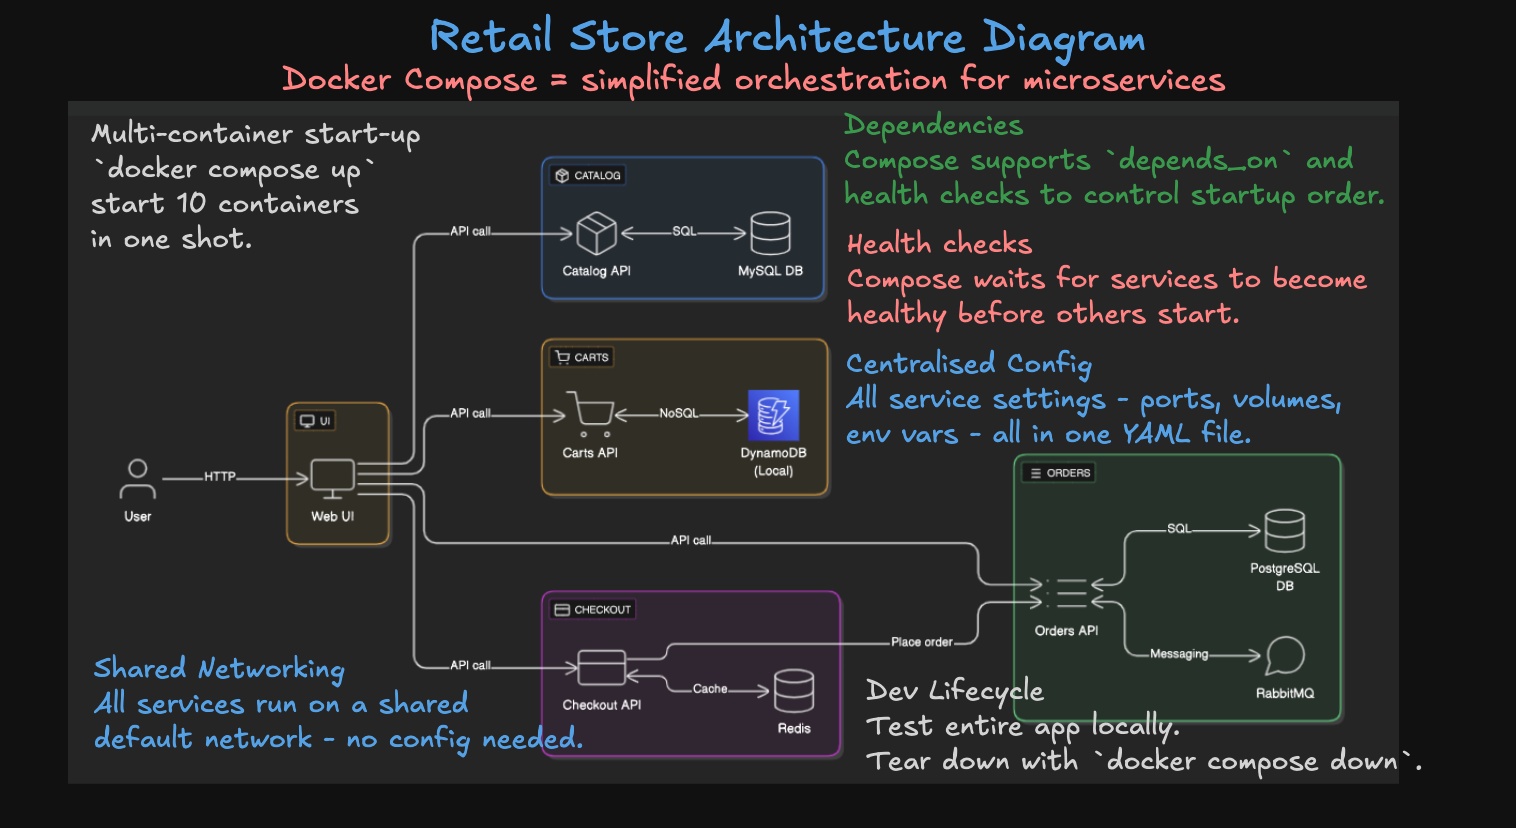 Retail Store Architecture Diagram
Docker Compose = simplified orchestration for microservices
Multi-container start-up
`docker compose up`
start 10 containers
in one shot.
Dependencies
Compose supports `depends_on` and
health checks to control startup order.
Health checks
Compose waits for services to become
healthy before others start.
Centralised Config
All service settings - ports, volumes,
env vars - all in one YAML file.
CATALOG
API call
Catalog API
SQL
MySQL DB
CARTS
API call
Carts API
NoSQL
DynamoDB
(Local)
User
HTTP
UI
Web UI
API call
ORDERS
Orders API
SQL
PostgreSQL
DB
Messaging
RabbitMQ
CHECKOUT
API call
Checkout API
Place order
Cache
Redis
Shared Networking
All services run on a shared
default network - no config needed.
Dev Lifecycle
Test entire app locally.
Tear down with `docker compose down`.